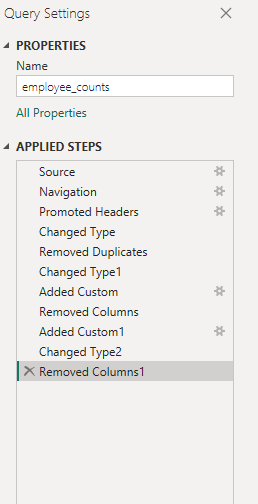 Query Settings
PROPERTIES
Name
employee_counts
All Properties
APPLIED STEPS
Source
Navigation
Promoted Headers
Changed Type
Removed Duplicates
Changed Type1
Added Custom
Removed Columns
Added Custom1
Changed Type2
Removed Columns1